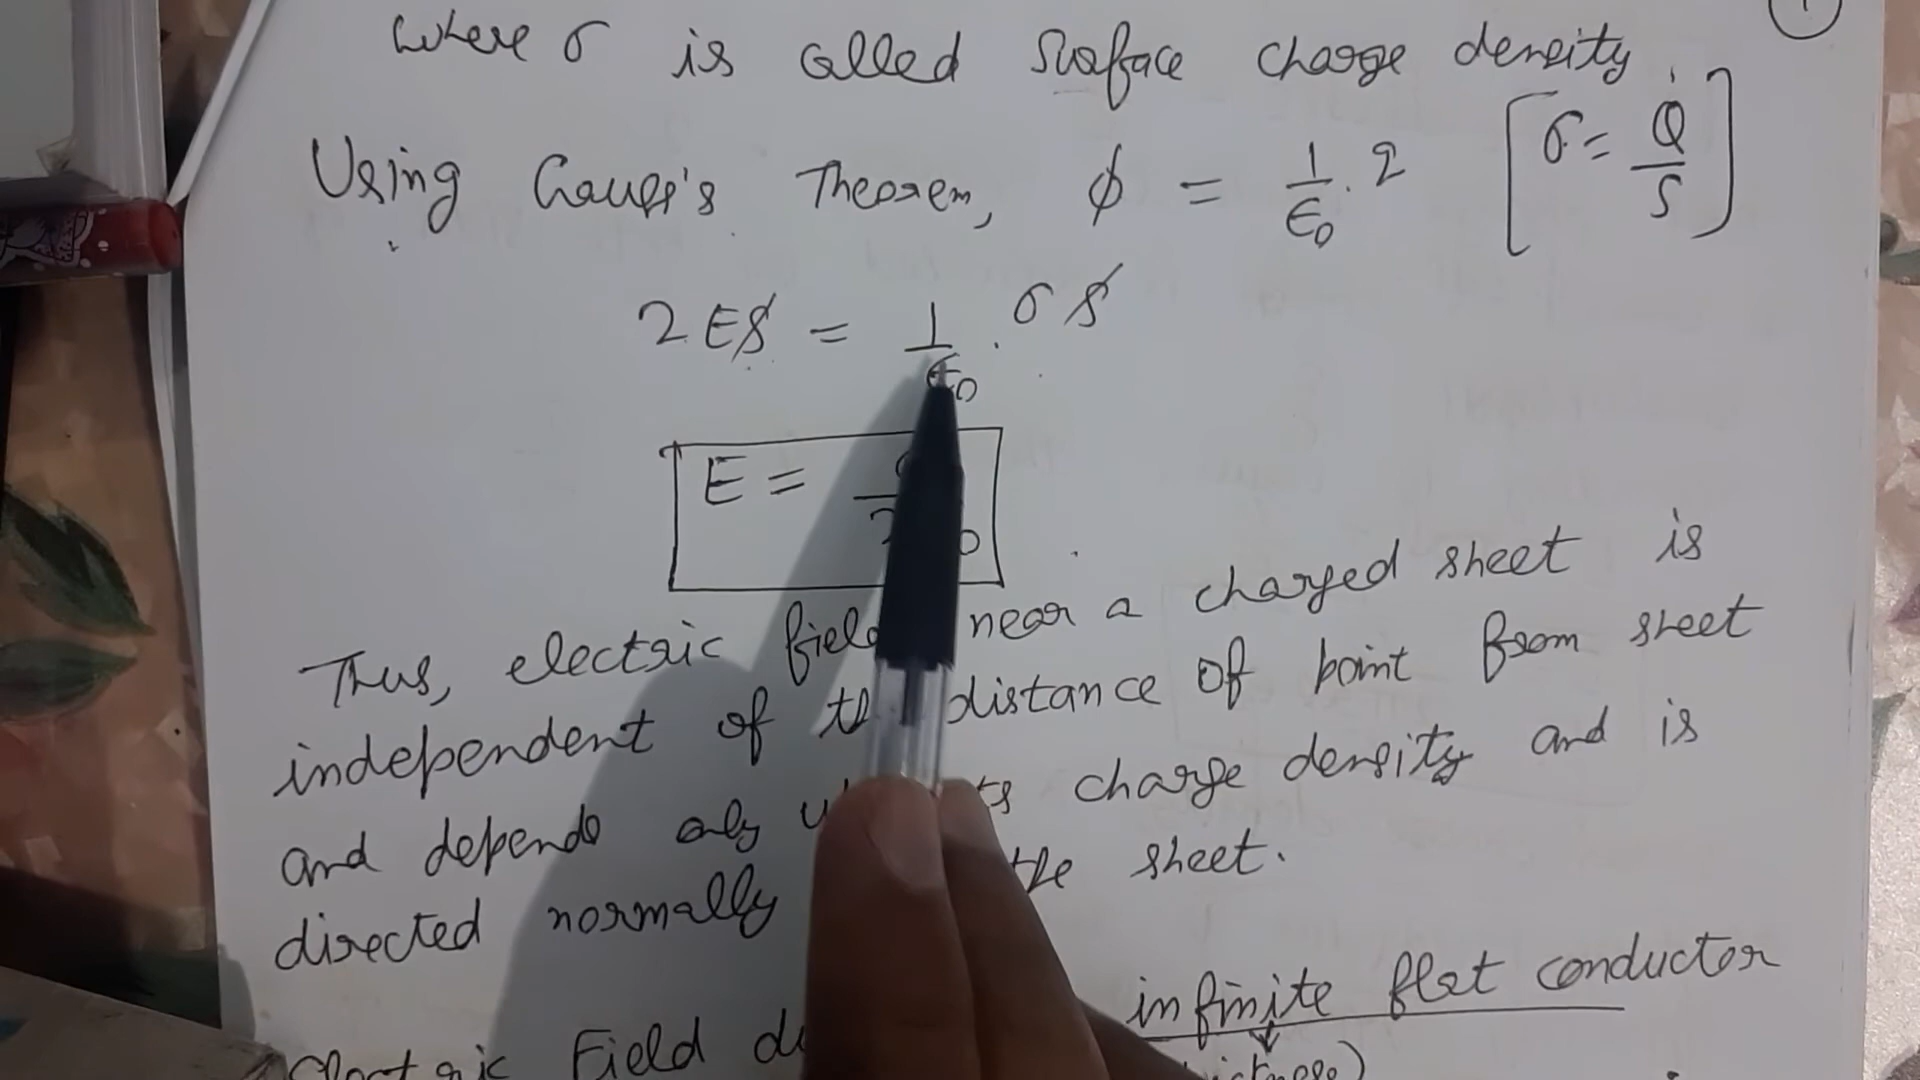 where σ is called Surface charge density
Using Gauss's Theorem, ϕ = 1/ϵ0 . q [σ = Q/S]
2ES = 1/ϵ0 . σS
E =
Thus, electric near a charged sheet is
independent of distance of point from sheet
and depends only charge density and is
directed normally the sheet.
Electric Field infinite flat conductor